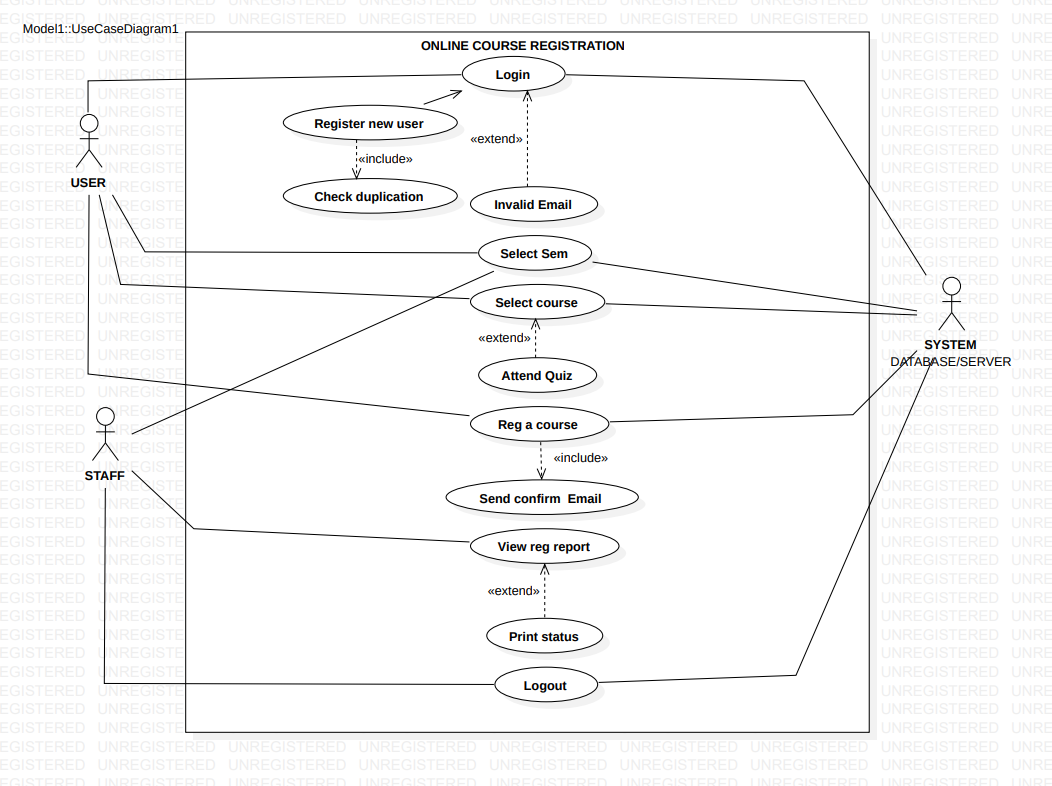 Model1::UseCaseDiagram1
ONLINE COURSE REGISTRATION
Login
Register new user
«extend»
«include»
USER
Check duplication
Invalid Email
Select Sem
Select course
«extend»
SYSTEM
DATABASE/SERVER
Attend Quiz
Reg a course
«include»
STAFF
Send confirm Email
View reg report
«extend»
Print status
Logout
UNREGISTERED